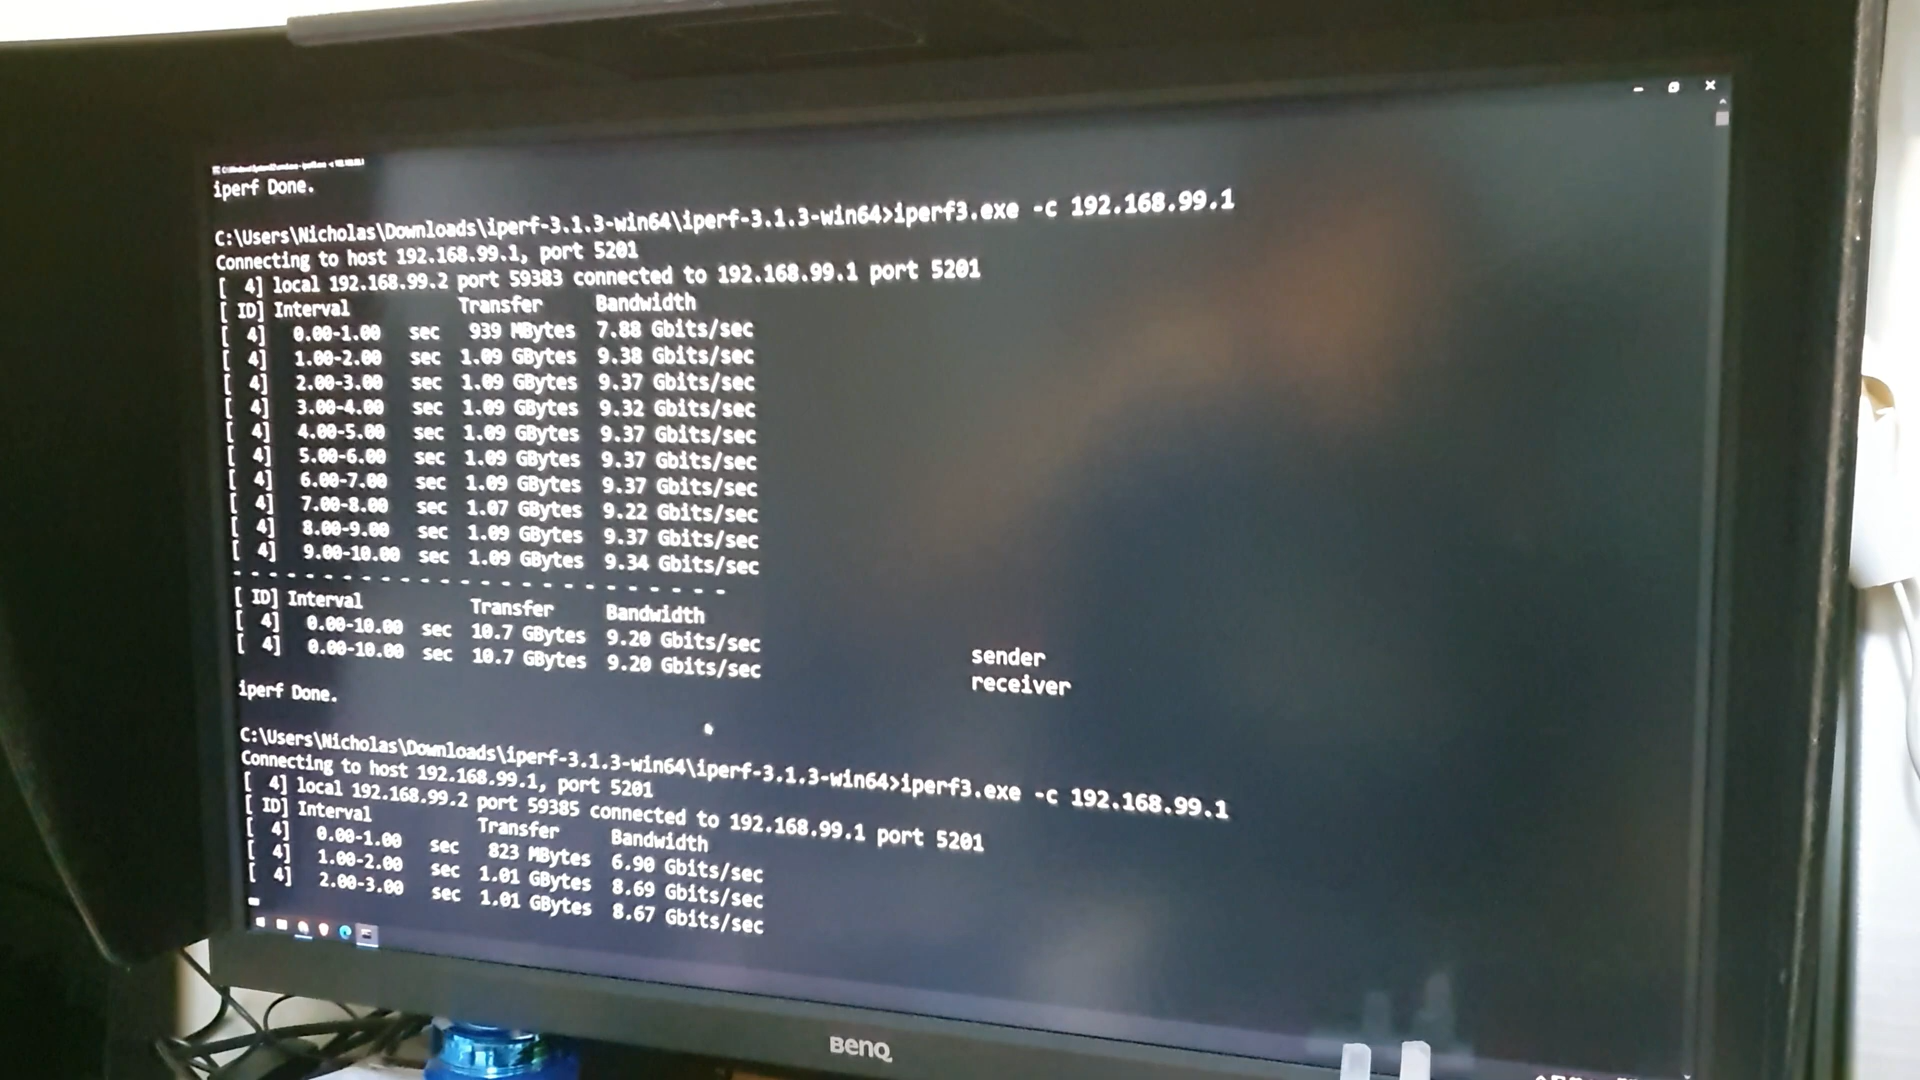 iperf Done.
C:\Users\Nicholas\Downloads\iperf-3.1.3-win64\iperf-3.1.3-win64>iperf3.exe -c 192.168.99.1
Connecting to host 192.168.99.1, port 5201
[  4] local 192.168.99.2 port 59383 connected to 192.168.99.1 port 5201
[ ID] Interval           Transfer     Bandwidth
[  4]   0.00-1.00   sec   939 MBytes  7.88 Gbits/sec
[  4]   1.00-2.00   sec  1.09 GBytes  9.38 Gbits/sec
[  4]   2.00-3.00   sec  1.09 GBytes  9.37 Gbits/sec
[  4]   3.00-4.00   sec  1.09 GBytes  9.32 Gbits/sec
[  4]   4.00-5.00   sec  1.09 GBytes  9.37 Gbits/sec
[  4]   5.00-6.00   sec  1.09 GBytes  9.37 Gbits/sec
[  4]   6.00-7.00   sec  1.09 GBytes  9.37 Gbits/sec
[  4]   7.00-8.00   sec  1.07 GBytes  9.22 Gbits/sec
[  4]   8.00-9.00   sec  1.09 GBytes  9.37 Gbits/sec
[  4]   9.00-10.00  sec  1.09 GBytes  9.34 Gbits/sec
- - - - - - - - - - - - - - - - - - - - - - - - -
[ ID] Interval           Transfer     Bandwidth
[  4]   0.00-10.00  sec  10.7 GBytes  9.20 Gbits/sec                  sender
[  4]   0.00-10.00  sec  10.7 GBytes  9.20 Gbits/sec                  receiver
iperf Done.
C:\Users\Nicholas\Downloads\iperf-3.1.3-win64\iperf-3.1.3-win64>iperf3.exe -c 192.168.99.1
Connecting to host 192.168.99.1, port 5201
[  4] local 192.168.99.2 port 59385 connected to 192.168.99.1 port 5201
[ ID] Interval           Transfer     Bandwidth
[  4]   0.00-1.00   sec   823 MBytes  6.90 Gbits/sec
[  4]   1.00-2.00   sec  1.01 GBytes  8.69 Gbits/sec
[  4]   2.00-3.00   sec  1.01 GBytes  8.67 Gbits/sec
BenQ